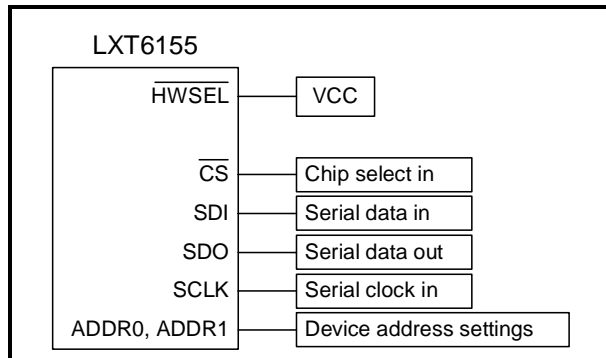 LXT6155
HWSEL VCC
CS Chip select in
SDI Serial data in
SDO Serial data out
SCLK Serial clock in
ADDR0, ADDR1 Device address settings